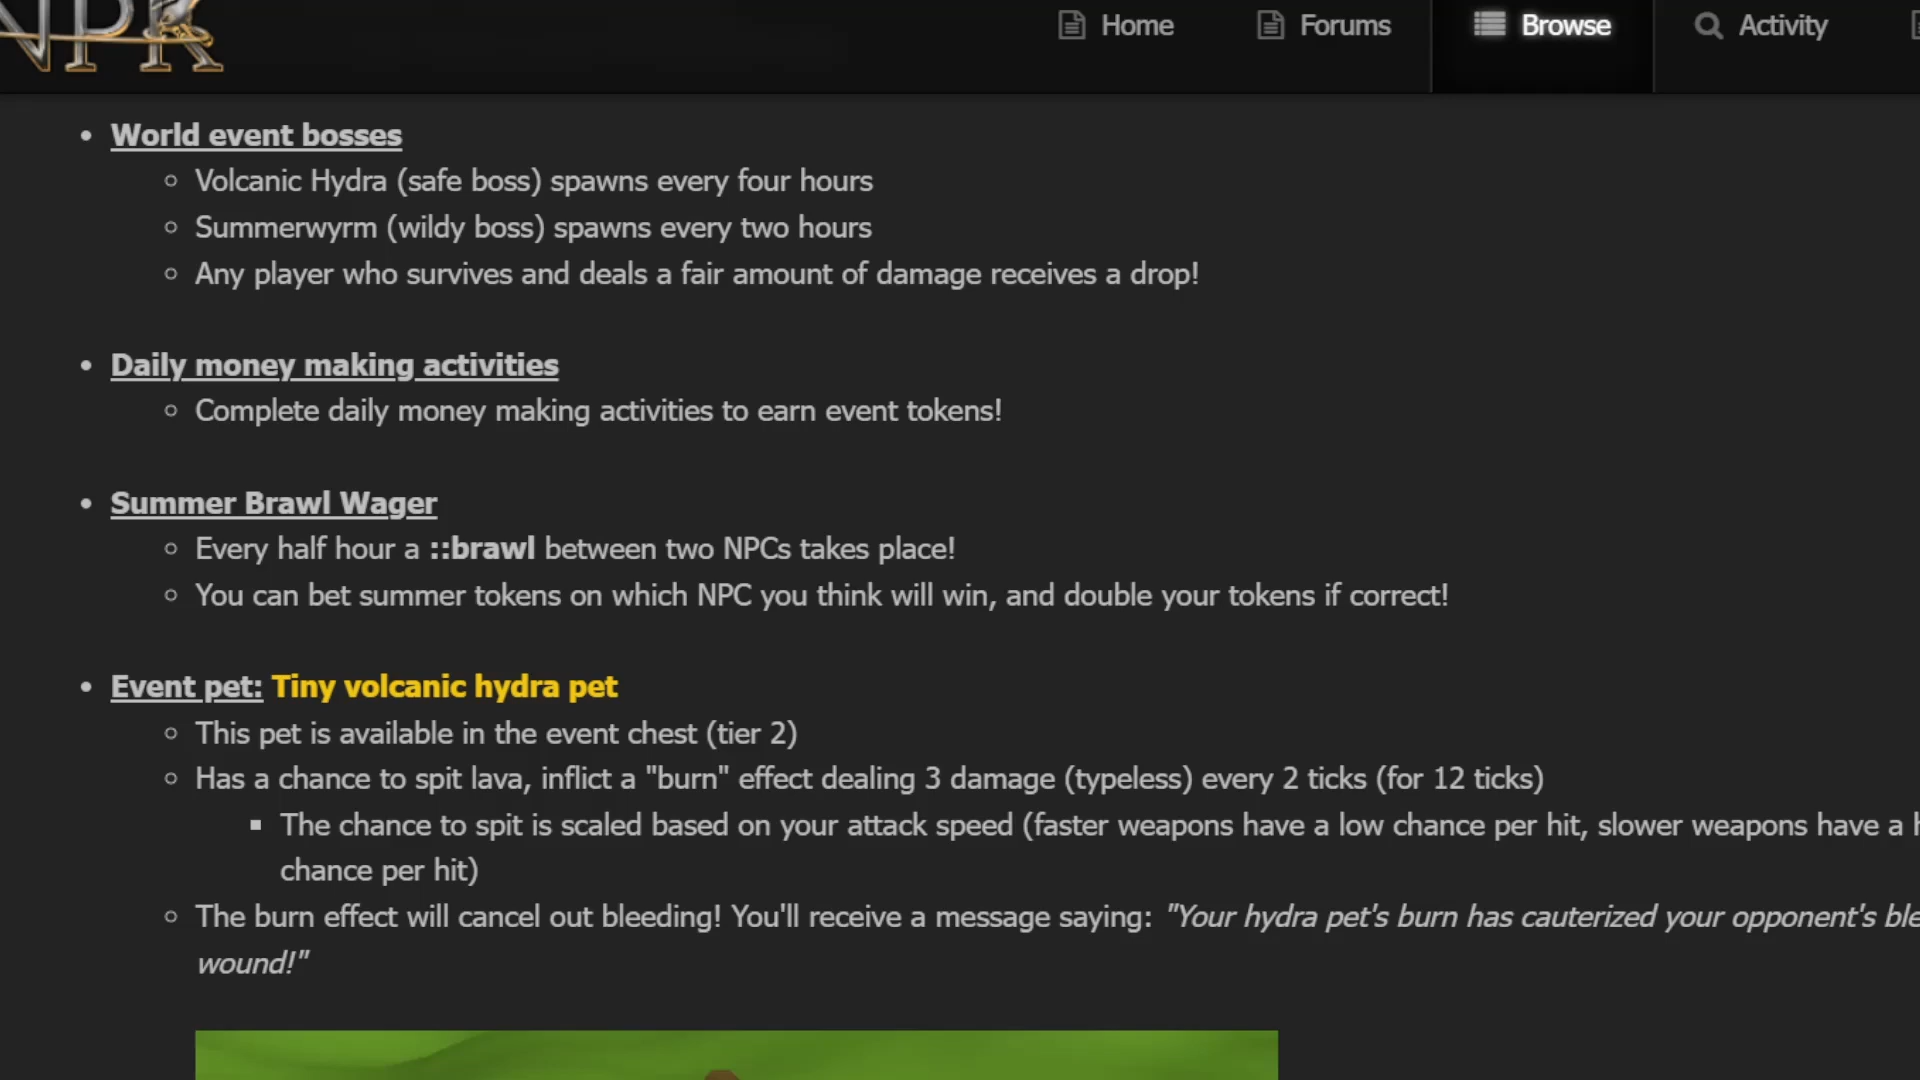 NPK
Home Forums Browse Activity
World event bosses
Volcanic Hydra (safe boss) spawns every four hours
Summerwyrm (wildy boss) spawns every two hours
Any player who survives and deals a fair amount of damage receives a drop!
Daily money making activities
Complete daily money making activities to earn event tokens!
Summer Brawl Wager
Every half hour a ::brawl between two NPCs takes place!
You can bet summer tokens on which NPC you think will win, and double your tokens if correct!
Event pet: Tiny volcanic hydra pet
This pet is available in the event chest (tier 2)
Has a chance to spit lava, inflict a "burn" effect dealing 3 damage (typeless) every 2 ticks (for 12 ticks)
The chance to spit is scaled based on your attack speed (faster weapons have a low chance per hit, slower weapons have a
chance per hit)
The burn effect will cancel out bleeding! You'll receive a message saying: "Your hydra pet's burn has cauterized your opponent's
wound!"